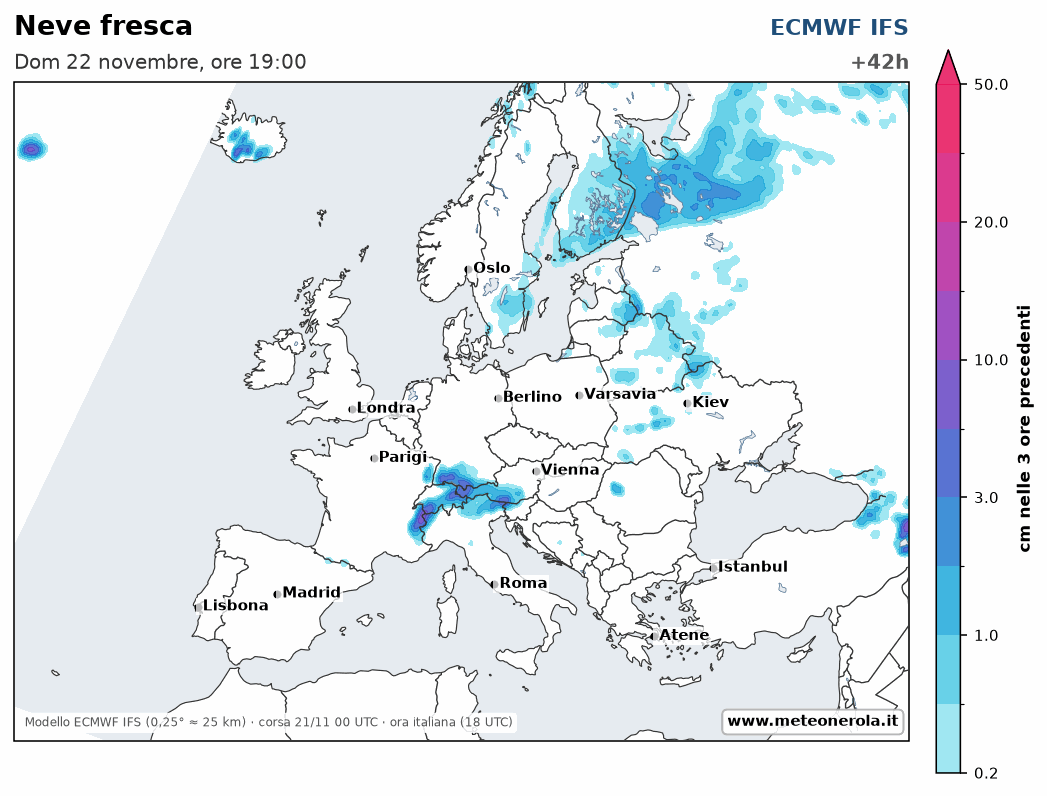 Neve fresca
ECMWF IFS
Dom 22 novembre, ore 19:00
+42h
50.0
20.0
10.0
3.0
1.0
0.2
cm nelle 3 ore precedenti
Oslo
Berlino
Varsavia
Kiev
Londra
Parigi
Vienna
Istanbul
Roma
Madrid
Lisbona
Atene
Modello ECMWF IFS (0,25° ≈ 25 km) · corsa 21/11 00 UTC · ora italiana (18 UTC)
www.meteonerola.it